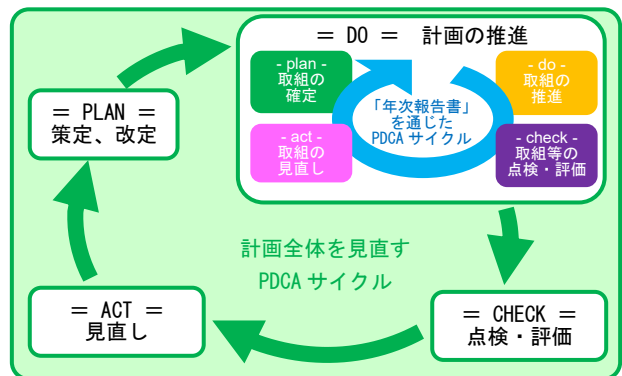 = DO = 計画の推進
- plan -
取組の
確定
- do -
取組の
推進
「年次報告書」
を通じた
PDCA サイクル
- act -
取組の
見直し
- check -
取組等の
点検・評価
= PLAN =
策定、改定
計画全体を見直す
PDCA サイクル
= ACT =
見直し
= CHECK =
点検・評価